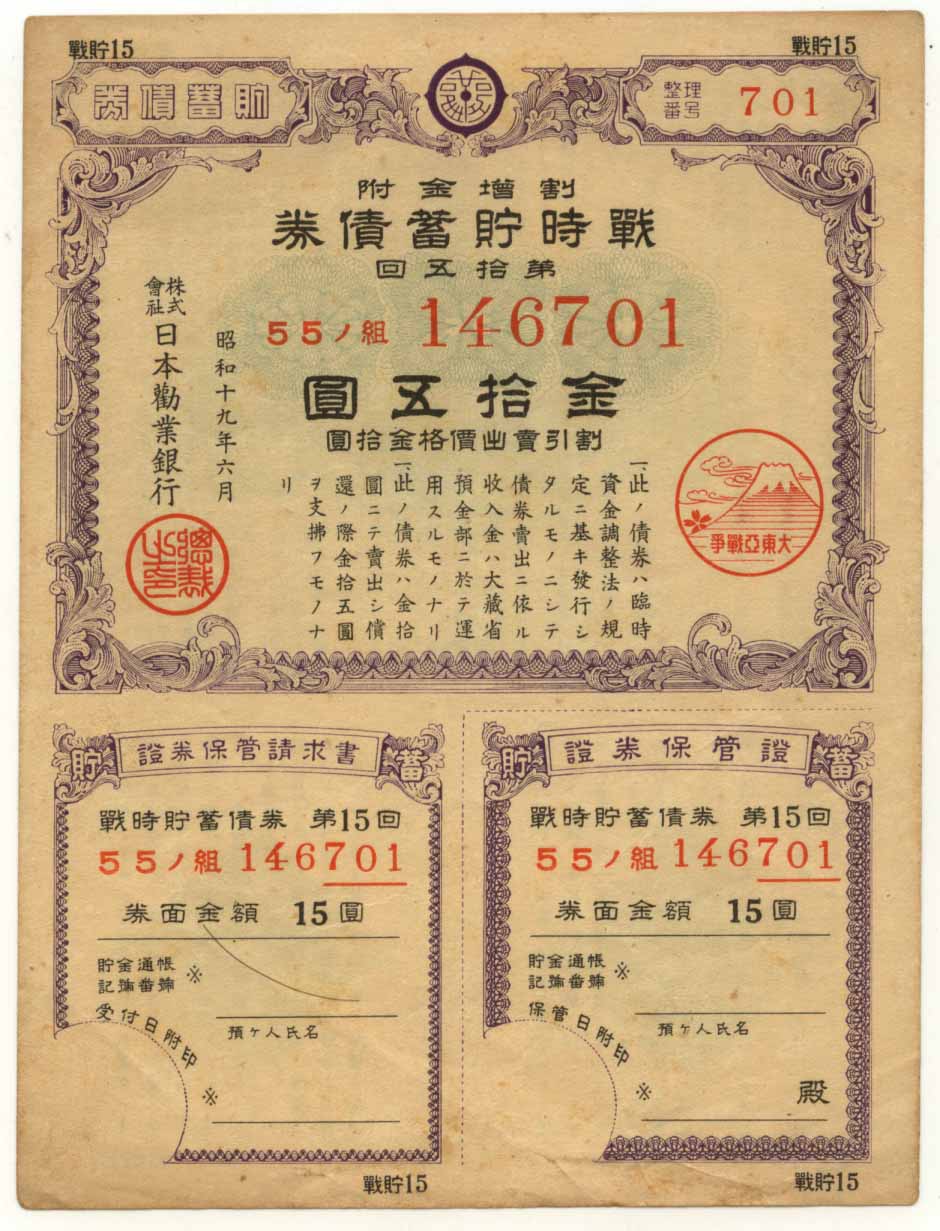 戰貯15
戰貯15
貯蓄債券
整理番号
701
割增金附
戰時貯蓄債券
第拾五回
55ノ組 146701
金拾五圓
割引賣出價格金拾圓
一、此ノ債券ハ臨時
資金調整法ノ規
定ニ基キ發行シ
タルモノニシテ
債券賣出ニ依ル
收入金ハ大藏省
預金部ニ於テ運
用スルモノナリ
一、此ノ債券ハ金拾
圓ニテ賣出シ償
還ノ際金拾五圓
ヲ支拂フモノナ
リ
昭和十九年六月
株式會社日本勸業銀行
總裁之印
大東亞戰爭
證券保管請求書
貯
蓄
戰時貯蓄債券 第15回
55ノ組 146701
券面金額 15圓
貯金通帳
記號番號
※
受付日附印
預ケ人氏名
※
證券保管證
貯
蓄
戰時貯蓄債券 第15回
55ノ組 146701
券面金額 15圓
貯金通帳
記號番號
※
保管日附印
預ケ人氏名
※
殿
戰貯15
戰貯15